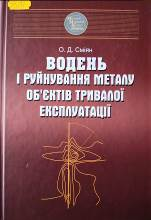 О. Д. Сміян
ВОДЕНЬ
І РУЙНУВАННЯ МЕТАЛУ
ОБ'ЄКТІВ ТРИВАЛОЇ
ЕКСПЛУАТАЦІЇ